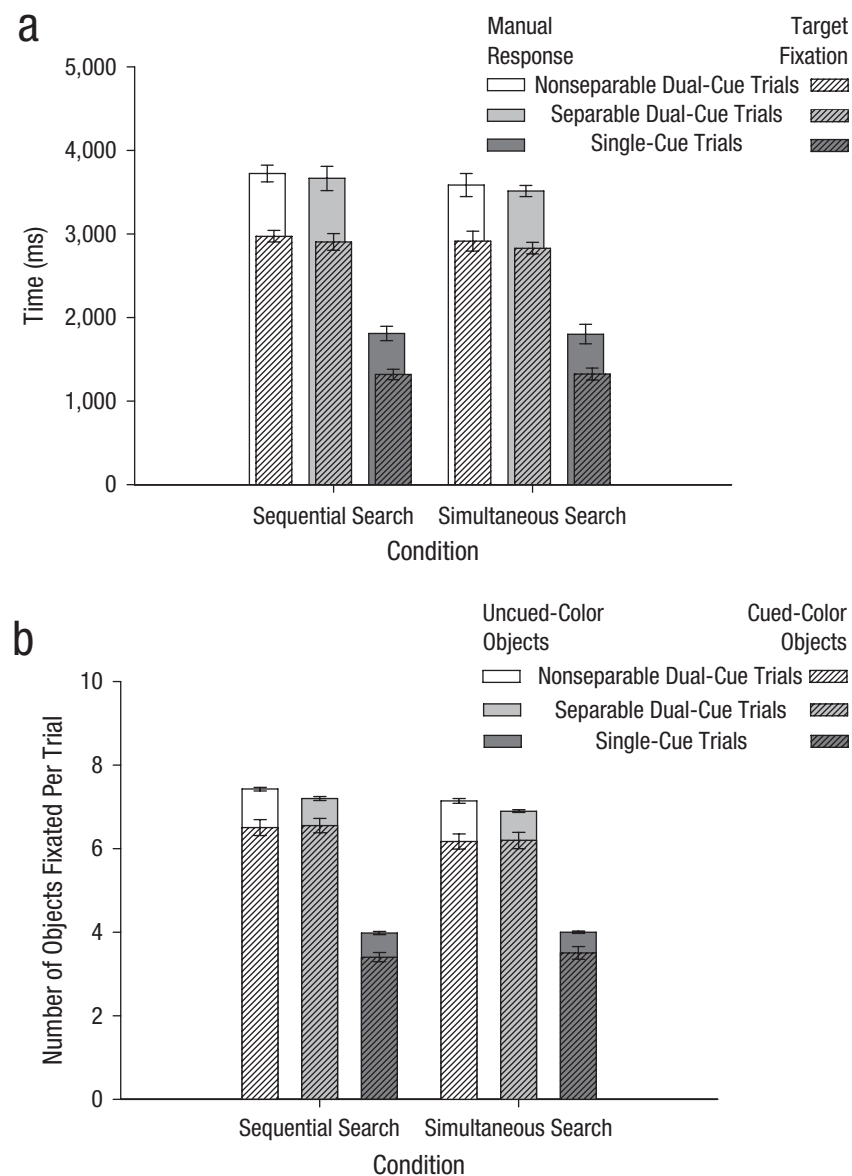 a
Manual Target
Response Fixation
Nonseparable Dual-Cue Trials
Separable Dual-Cue Trials
Single-Cue Trials
5,000
4,000
3,000
2,000
1,000
0
Time (ms)
Sequential Search Simultaneous Search
Condition
b
Uncued-Color Cued-Color
Objects Objects
Nonseparable Dual-Cue Trials
Separable Dual-Cue Trials
Single-Cue Trials
10
8
6
4
2
0
Number of Objects Fixated Per Trial
Sequential Search Simultaneous Search
Condition